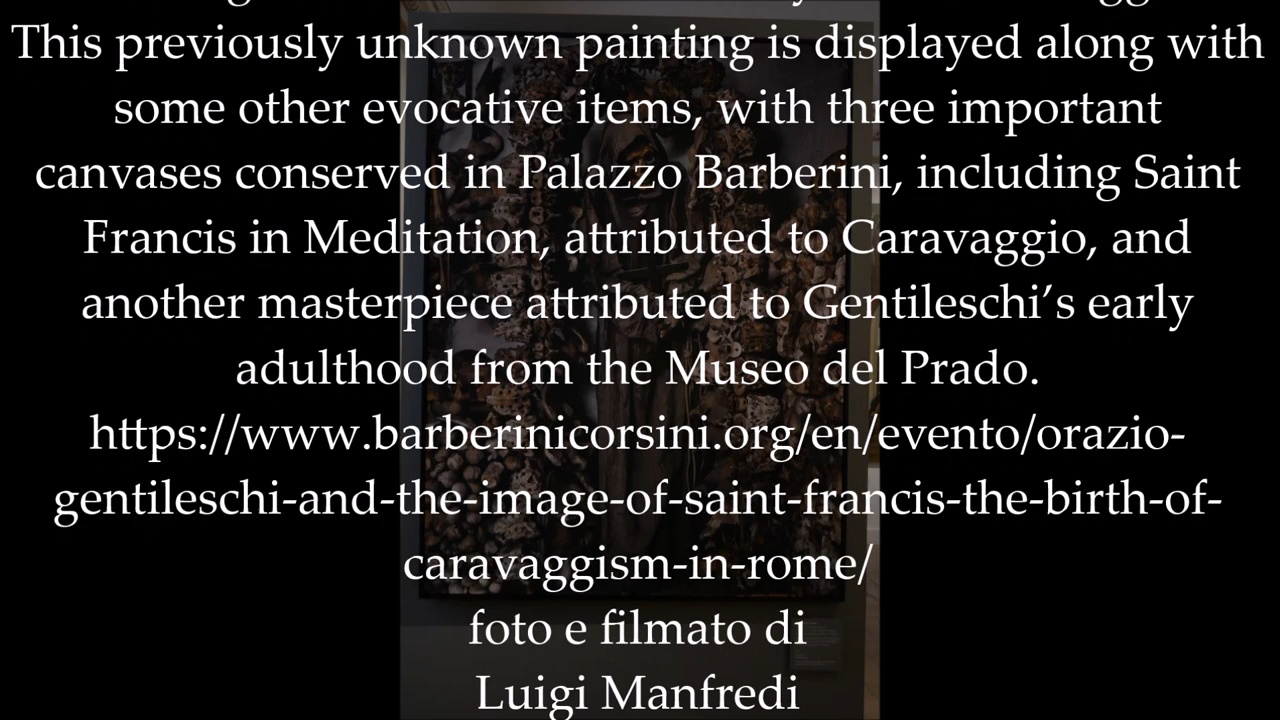 This previously unknown painting is displayed along with
some other evocative items, with three important
canvases conserved in Palazzo Barberini, including Saint
Francis in Meditation, attributed to Caravaggio, and
another masterpiece attributed to Gentileschi’s early
adulthood from the Museo del Prado.
https://www.barberinicorsini.org/en/evento/orazio-
gentileschi-and-the-image-of-saint-francis-the-birth-of-
caravaggism-in-rome/
foto e filmato di
Luigi Manfredi